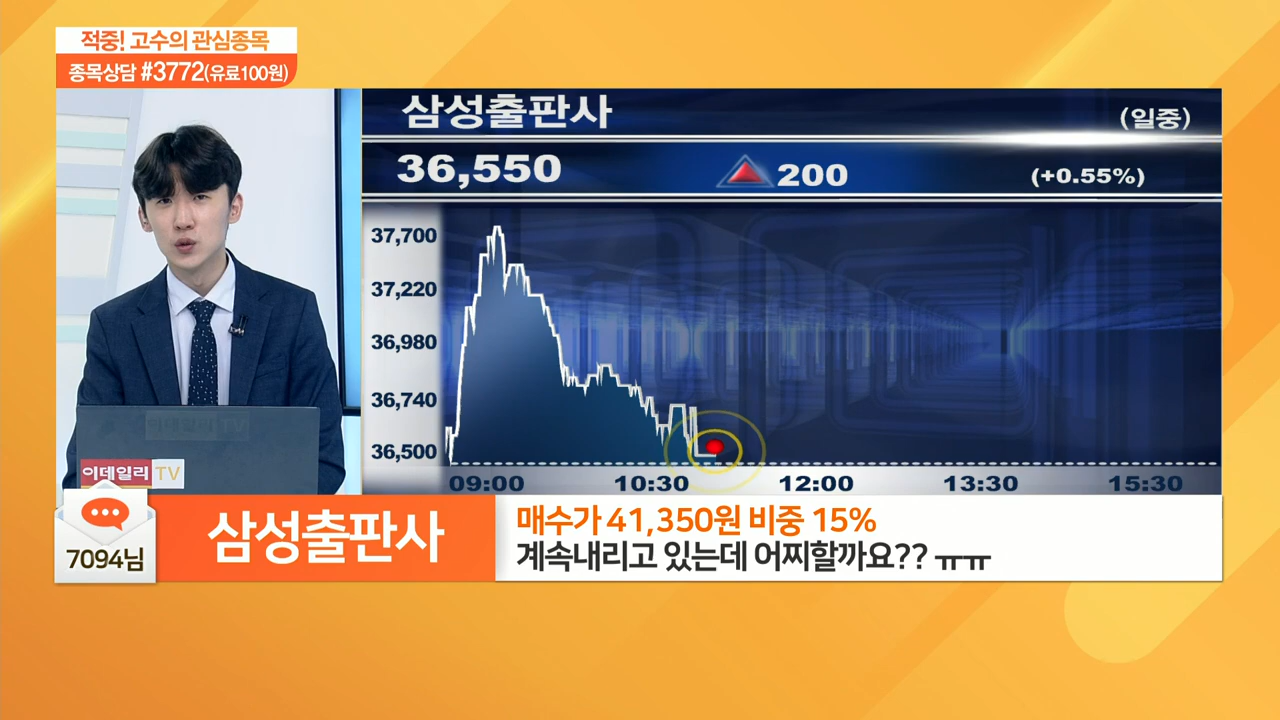 적중! 고수의 관심종목
종목상담 #3772(유료100원)
삼성출판사
(일중)
36,550
200
(+0.55%)
37,700
37,220
36,980
36,740
36,500
09:00
10:30
12:00
13:30
15:30
이데일리 TV
7094님
삼성출판사
매수가 41,350원 비중 15%
계속내리고 있는데 어찌할까요?? ㅠㅠ